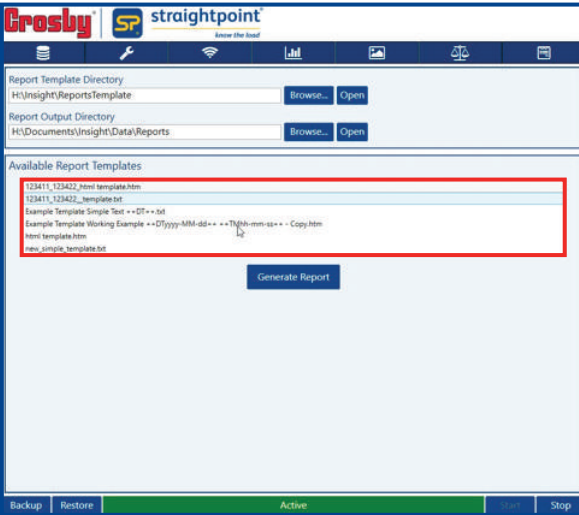 Crosby SP straightpoint
know the load
Report Template Directory
H:\Insight\ReportsTemplate Browse... Open
Report Output Directory
H:\Documents\Insight\Data\Reports Browse... Open
Available Report Templates
123411_123422_html template.htm
123411_123422__template.txt
Example Template Simple Text ++DT++.txt
Example Template Working Example ++DTyyyy-MM-dd++ ++TMhh-mm-ss++ - Copy.htm
html template.htm
new_simple_template.txt
Generate Report
Backup Restore Active Start Stop